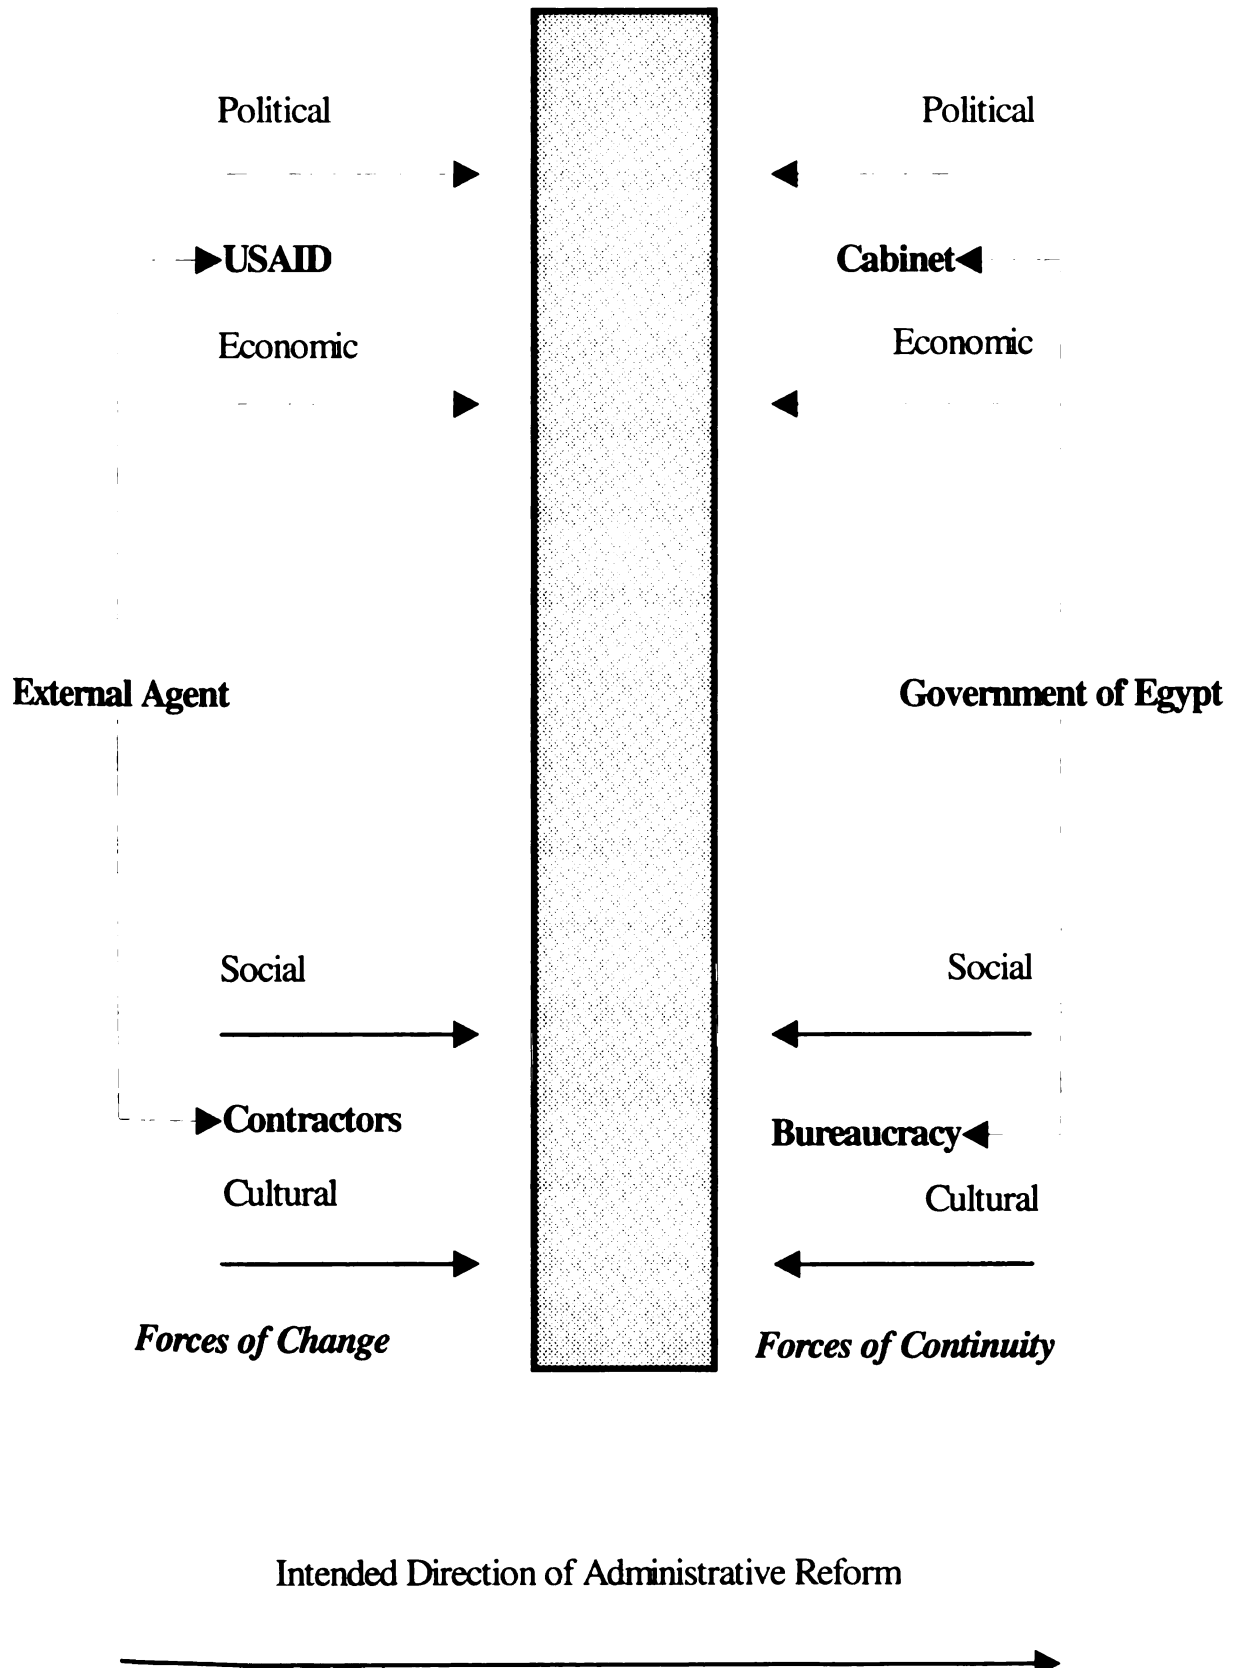 Political
Political
USAID
Cabinet
Economic
Economic
External Agent
Government of Egypt
Social
Social
Contractors
Bureaucracy
Cultural
Cultural
Forces of Change
Forces of Continuity
Intended Direction of Administrative Reform